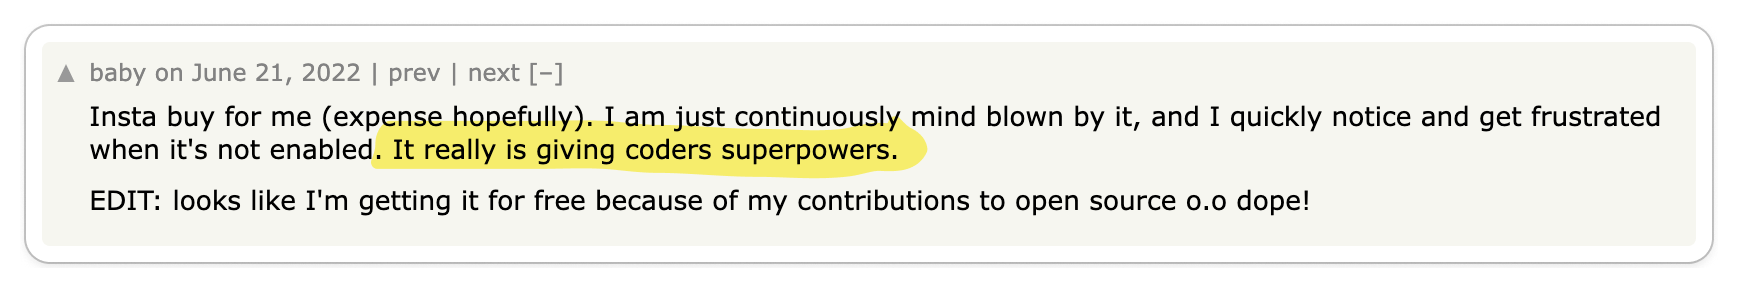 ▲ baby on June 21, 2022 | prev | next [–]
Insta buy for me (expense hopefully). I am just continuously mind blown by it, and I quickly notice and get frustrated
when it's not enabled. It really is giving coders superpowers.
EDIT: looks like I'm getting it for free because of my contributions to open source o.o dope!